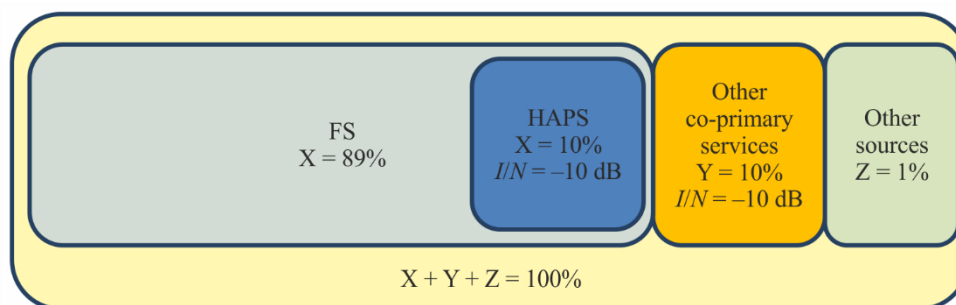 FS
X = 89%
HAPS
X = 10%
I/N = –10 dB
Other
co-primary
services
Y = 10%
I/N = –10 dB
Other
sources
Z = 1%
X + Y + Z = 100%